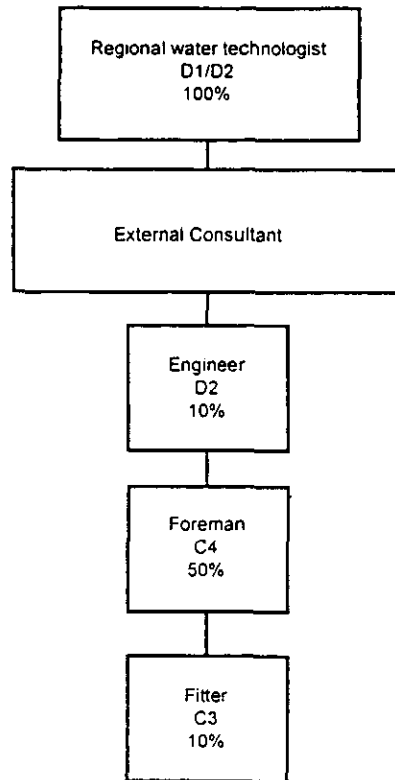 Regional water technologist
D1/D2
100%
External Consultant
Engineer
D2
10%
Foreman
C4
50%
Fitter
C3
10%